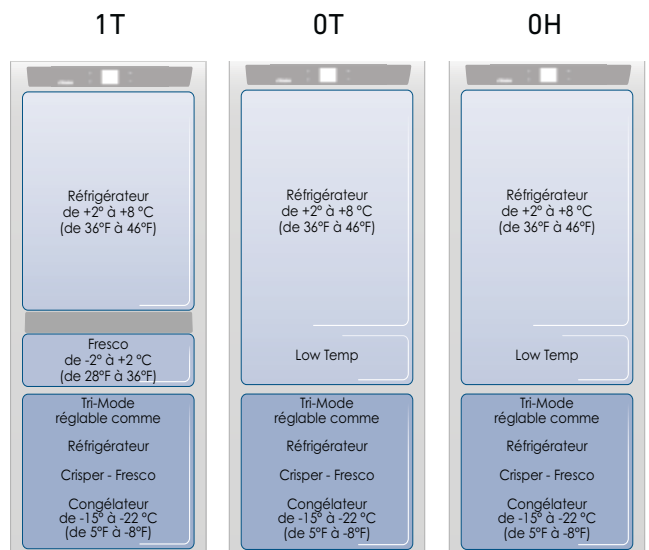 1T
0T
0H
Réfrigérateur
de +2° à +8 °C
(de 36°F à 46°F)
Réfrigérateur
de +2° à +8 °C
(de 36°F à 46°F)
Réfrigérateur
de +2° à +8 °C
(de 36°F à 46°F)
Fresco
de -2° à +2 °C
(de 28°F à 36°F)
Low Temp
Low Temp
Tri-Mode
réglable comme
Réfrigérateur
Crisper - Fresco
Congélateur
de -15° à -22 °C
(de 5°F à -8°F)
Tri-Mode
réglable comme
Réfrigérateur
Crisper - Fresco
Congélateur
de -15° à -22 °C
(de 5°F à -8°F)
Tri-Mode
réglable comme
Réfrigérateur
Crisper - Fresco
Congélateur
de -15° à -22 °C
(de 5°F à -8°F)